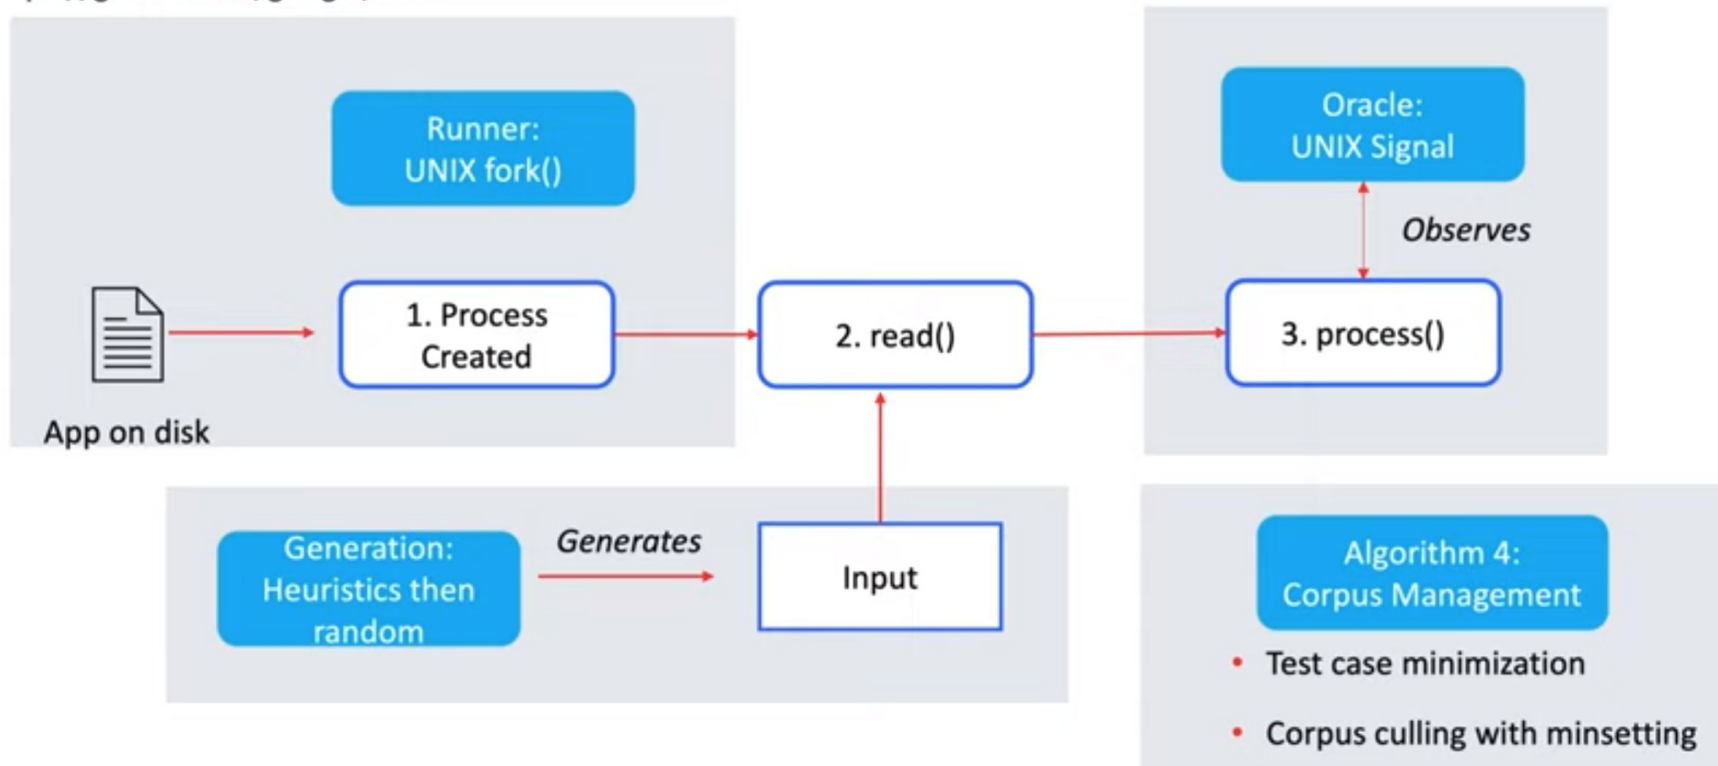 Runner:
UNIX fork()
Oracle:
UNIX Signal
Observes
1. Process
Created
2. read()
3. process()
App on disk
Generation:
Heuristics then
random
Generates
Input
Algorithm 4:
Corpus Management
• Test case minimization
• Corpus culling with minsetting